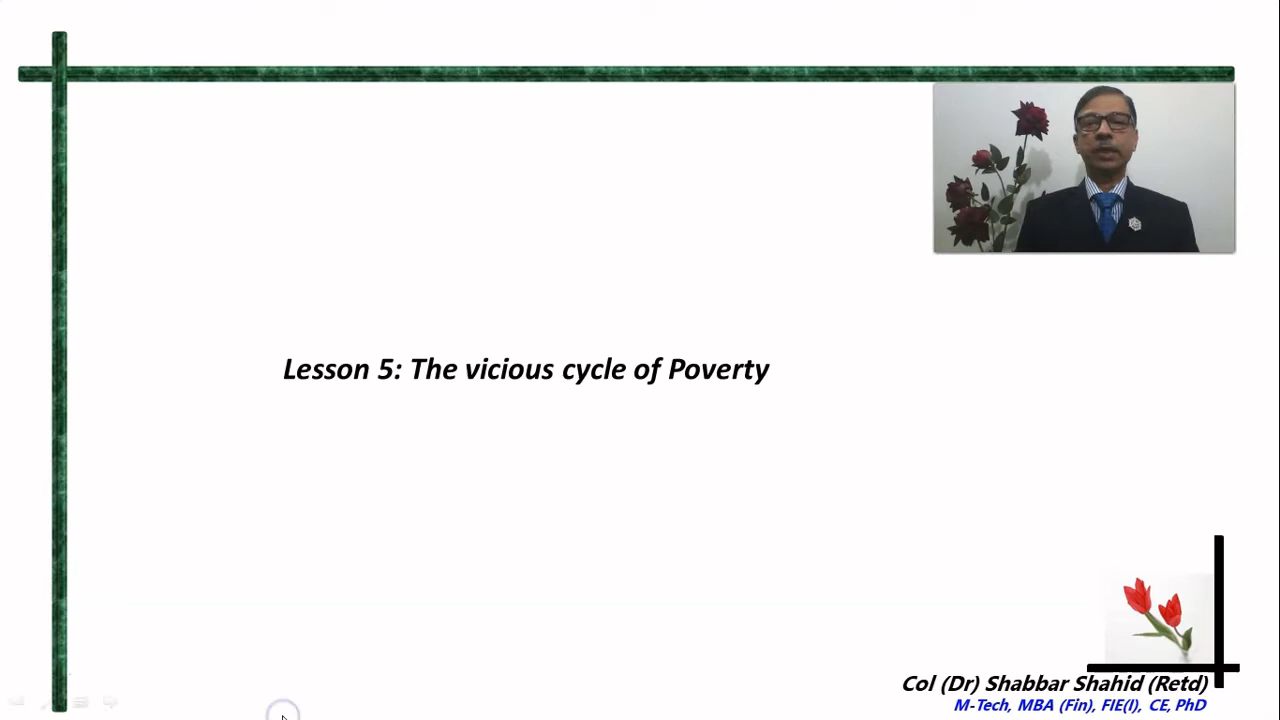 Lesson 5: The vicious cycle of Poverty
Col (Dr) Shabbar Shahid (Retd)
M-Tech, MBA (Fin), FIE(I), CE, PhD